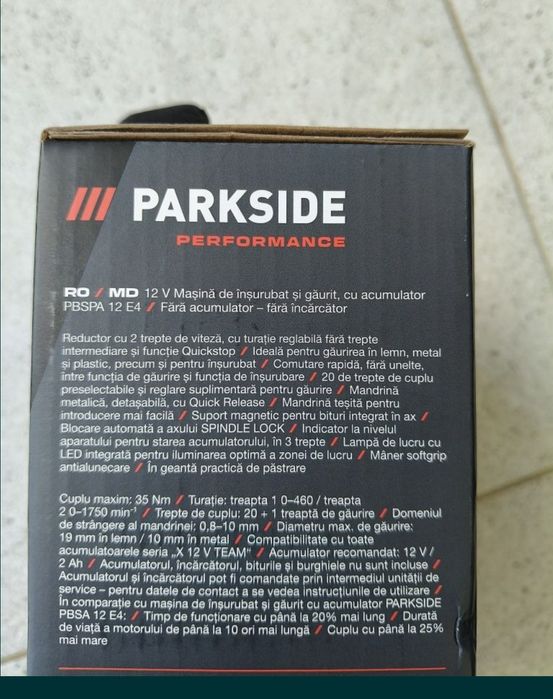 PARKSIDE
PERFORMANCE
RO / MD 12 V Mașină de înșurubat și găurit, cu acumulator
PBSPA 12 E4 / Fără acumulator – fără încărcător
Reductor cu 2 trepte de viteză, cu turație reglabilă fără trepte
intermediare și funcție Quickstop / Ideală pentru găurirea în lemn, metal
și plastic, precum și pentru înșurubat / Comutare rapidă, fără unelte,
între funcția de găurire și funcția de înșurubare / 20 de trepte de cuplu
preselectabile și reglare suplimentară pentru găurire / Mandrină
metalică, detașabilă, cu Quick Release / Mandrină teșită pentru
introducere mai facilă / Suport magnetic pentru bituri integrat în ax /
Blocare automată a axului SPINDLE LOCK / Indicator la nivelul
aparatului pentru starea acumulatorului, în 3 trepte / Lampă de lucru cu
LED integrată pentru iluminarea optimă a zonei de lucru / Mâner softgrip
antialunecare / În geantă practică de păstrare
Cuplu maxim: 35 Nm / Turație: treapta 1 0–460 / treapta
2 0–1750 min⁻¹ / Trepte de cuplu: 20 + 1 treaptă de găurire / Domeniul
de strângere al mandrinei: 0,8–10 mm / Diametru max. de găurire:
19 mm în lemn / 10 mm în metal / Compatibilitate cu toate
acumulatoarele seria „X 12 V TEAM" / Acumulator recomandat: 12 V /
2 Ah / Acumulatorul, încărcătorul, biturile și burghiele nu sunt incluse /
Acumulatorul și încărcătorul pot fi comandate prin intermediul unității de
service – pentru datele de contact a se vedea instrucțiunile de utilizare /
În comparație cu mașina de înșurubat și găurit cu acumulator PARKSIDE
PBSA 12 E4: / Timp de funcționare cu până la 20% mai lung / Durată
de viață a motorului de până la 10 ori mai lungă / Cuplu cu până la 25%
mai mare